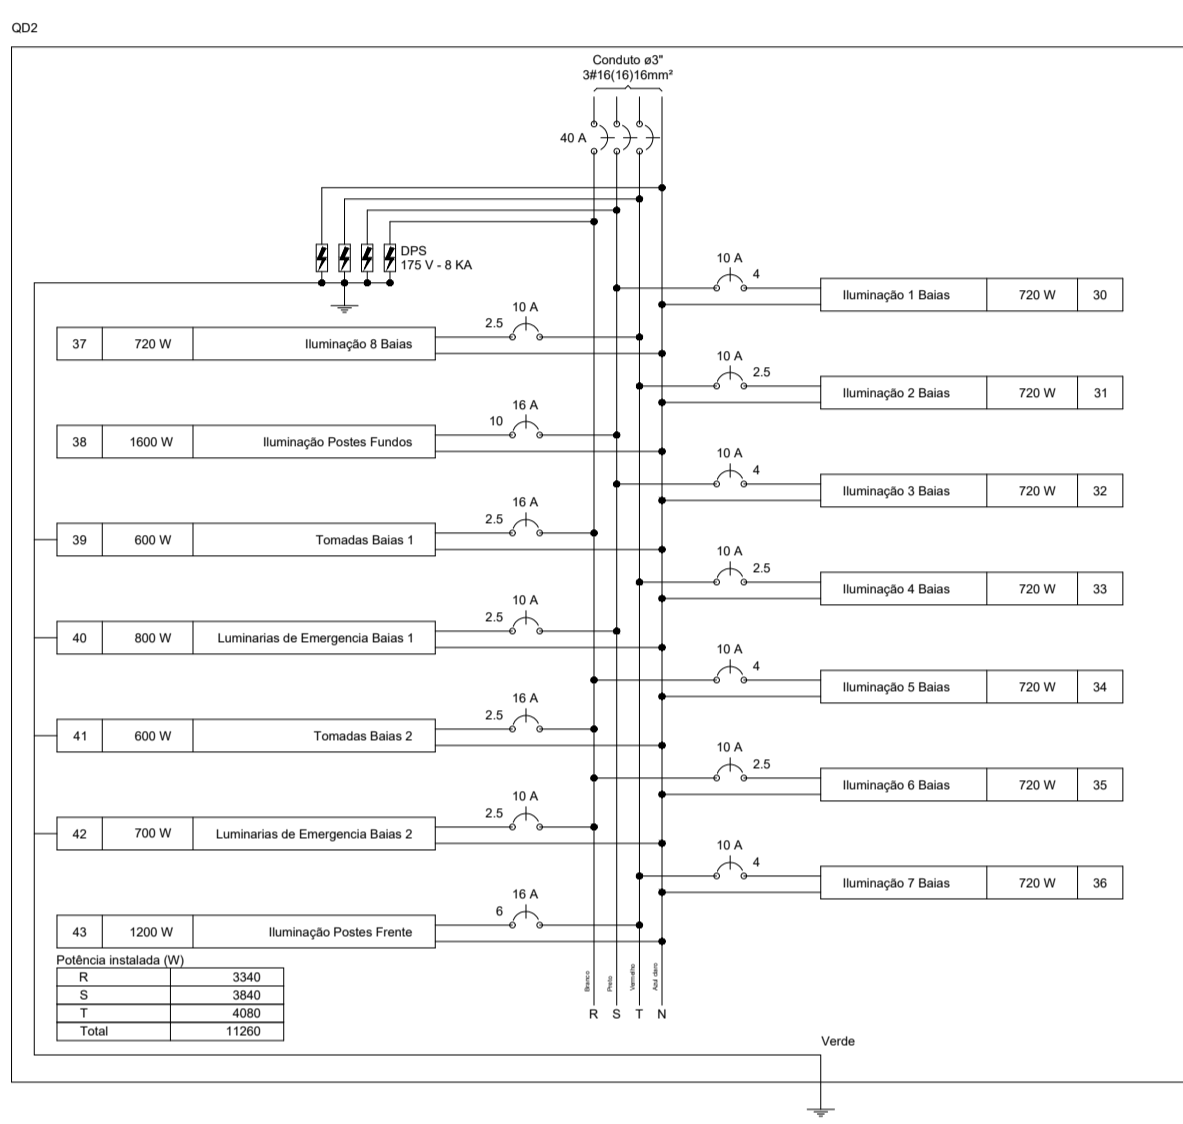 QD2
Conduto ø3"
3#16(16)16mm²
40 A
DPS
175 V - 8 KA
10 A
4
Iluminação 1 Baias 720 W 30
10 A
2.5
37 720 W Iluminação 8 Baias
10 A
2.5
Iluminação 2 Baias 720 W 31
16 A
10
38 1600 W Iluminação Postes Fundos
10 A
4
Iluminação 3 Baias 720 W 32
16 A
2.5
39 600 W Tomadas Baias 1
10 A
2.5
Iluminação 4 Baias 720 W 33
10 A
2.5
40 800 W Luminarias de Emergencia Baias 1
10 A
4
Iluminação 5 Baias 720 W 34
16 A
2.5
41 600 W Tomadas Baias 2
10 A
2.5
Iluminação 6 Baias 720 W 35
10 A
2.5
42 700 W Luminarias de Emergencia Baias 2
10 A
4
Iluminação 7 Baias 720 W 36
16 A
6
43 1200 W Iluminação Postes Frente
Potência instalada (W)
R 3340
S 3840
T 4080
Total 11260
Branco
Preto
Vermelho
Azul claro
R S T N
Verde